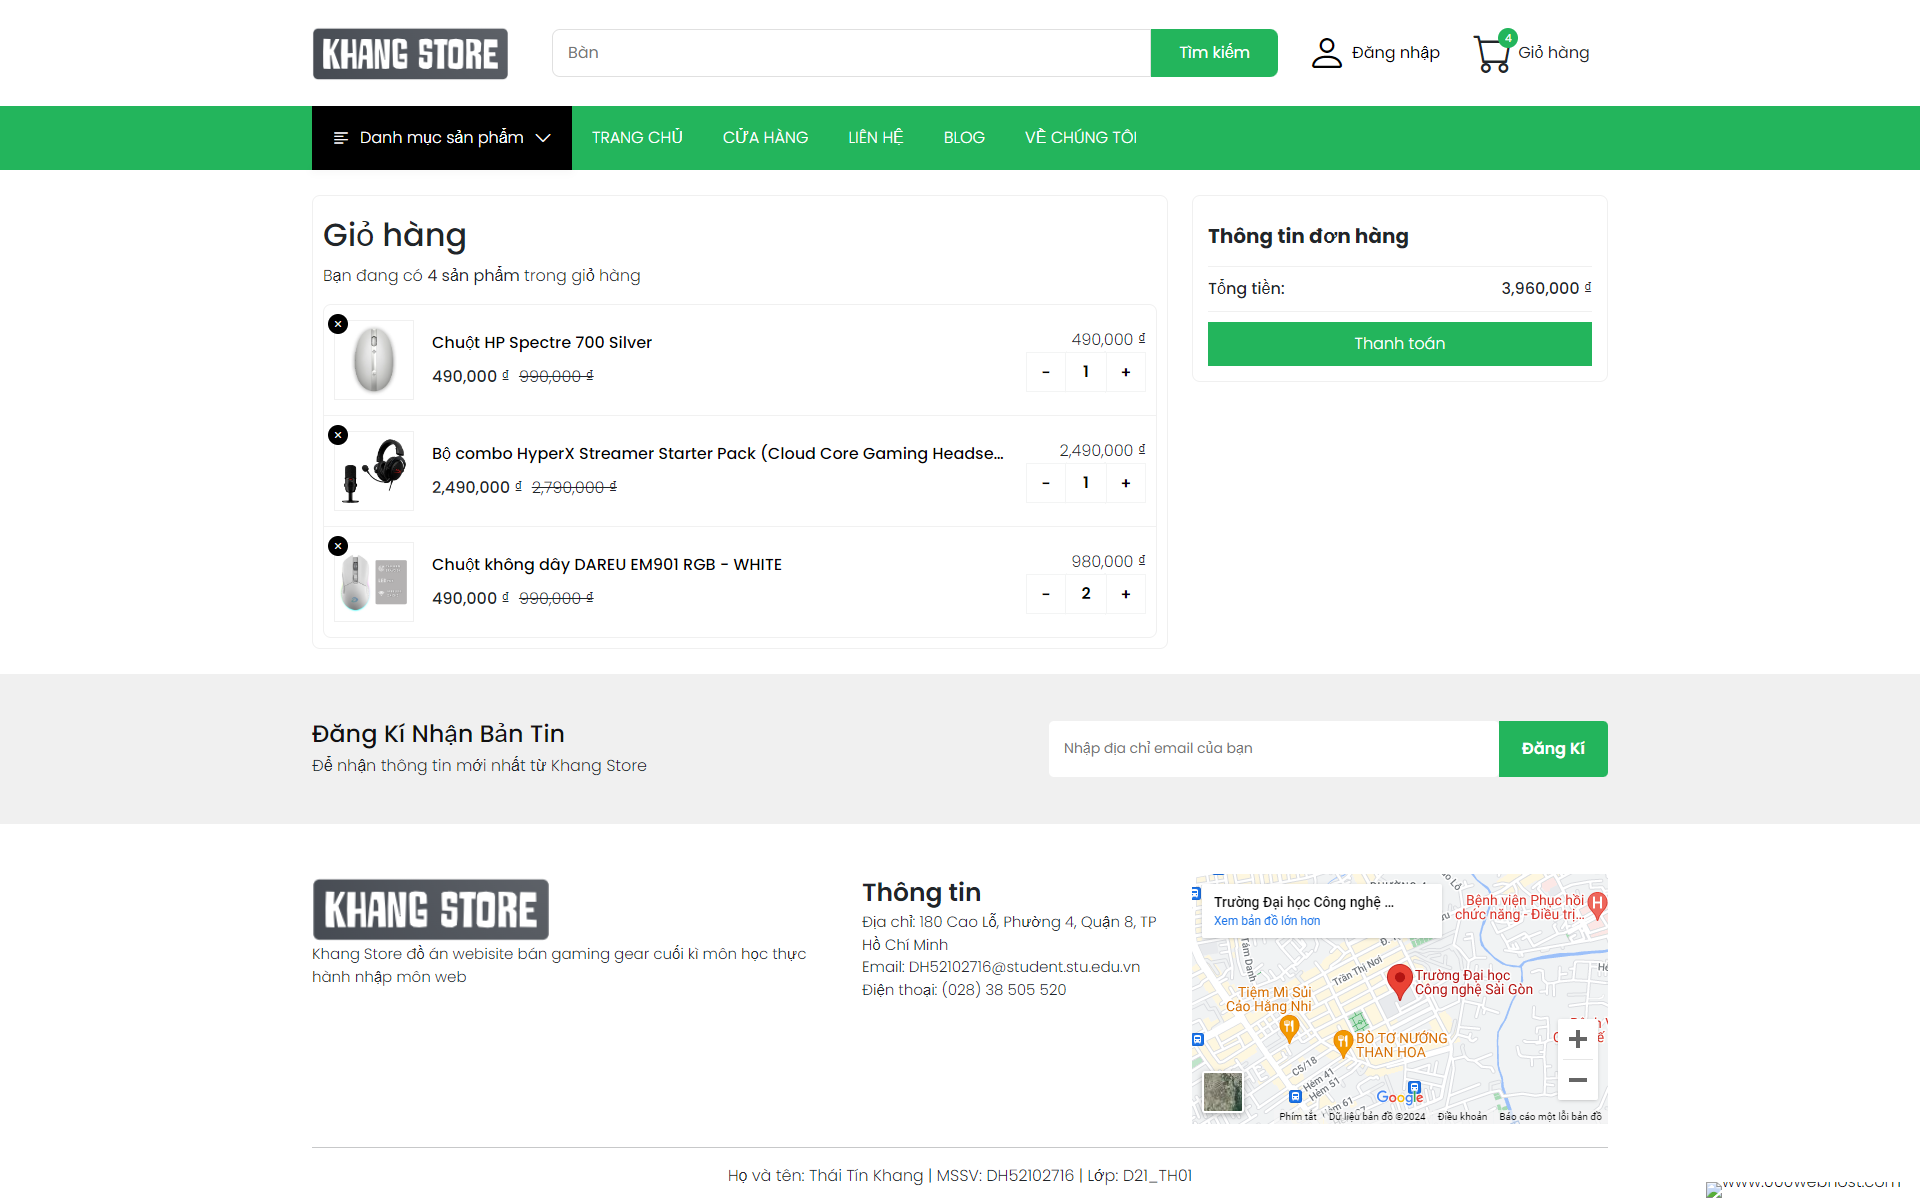 KHANG STORE
Bàn
Tìm kiếm
Đăng nhập
4
Giỏ hàng
Danh mục sản phẩm
TRANG CHỦ
CỬA HÀNG
LIÊN HỆ
BLOG
VỀ CHÚNG TÔI
Giỏ hàng
Bạn đang có 4 sản phẩm trong giỏ hàng
Chuột HP Spectre 700 Silver
490,000 ₫ 990,000 ₫
490,000 ₫
- 1 +
Bộ combo HyperX Streamer Starter Pack (Cloud Core Gaming Headse...
2,490,000 ₫ 2,790,000 ₫
2,490,000 ₫
- 1 +
Chuột không dây DAREU EM901 RGB - WHITE
490,000 ₫ 990,000 ₫
980,000 ₫
- 2 +
Thông tin đơn hàng
Tổng tiền: 3,960,000 ₫
Thanh toán
Đăng Kí Nhận Bản Tin
Để nhận thông tin mới nhất từ Khang Store
Nhập địa chỉ email của bạn
Đăng Kí
KHANG STORE
Khang Store đồ án webisite bán gaming gear cuối kì môn học thực
hành nhập môn web
Thông tin
Địa chỉ: 180 Cao Lỗ, Phường 4, Quận 8, TP
Hồ Chí Minh
Email: DH52102716@student.stu.edu.vn
Điện thoại: (028) 38 505 520
Trường Đại học Công nghệ ...
Xem bản đồ lớn hơn
Bệnh viện Phục hồi
chức năng - Điều trị...
Trần Thị Nơi
Trường Đại học
Công nghệ Sài Gòn
Tiệm Mì Sủi
Cảo Hằng Nhi
BÒ TƠ NƯỚNG
THAN HOA
C5/18
Hẻm 41
Hẻm 51
Google
Phím tắt
Dữ liệu bản đồ ©2024
Điều khoản
Báo cáo một lỗi bản đồ
Họ và tên: Thái Tín Khang | MSSV: DH52102716 | Lớp: D21_TH01
www.000webhost.com